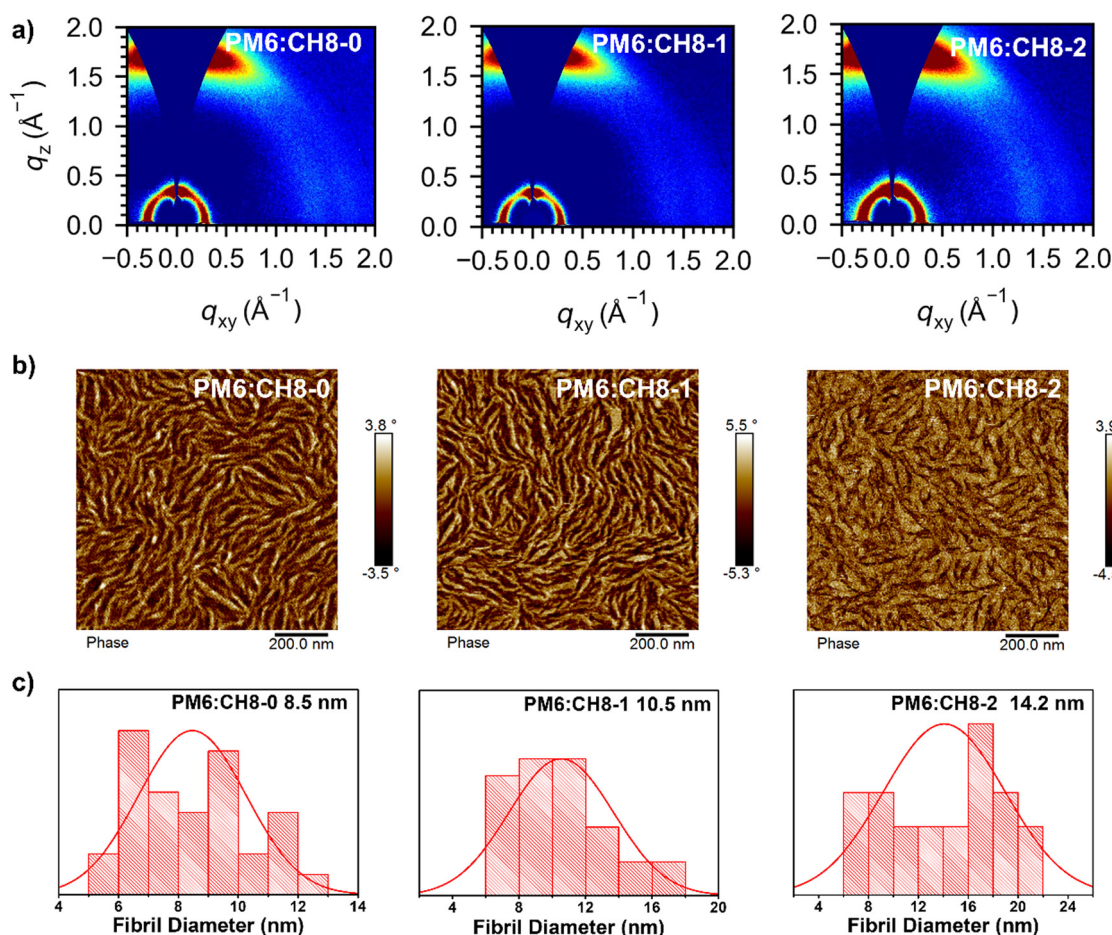 a)
PM6:CH8-0
PM6:CH8-1
PM6:CH8-2
2.0
1.5
1.0
0.5
0.0
2.0
1.5
1.0
0.5
0.0
2.0
1.5
1.0
0.5
0.0
qz (Å−1)
−0.5 0.0 0.5 1.0 1.5 2.0
−0.5 0.0 0.5 1.0 1.5 2.0
−0.5 0.0 0.5 1.0 1.5 2.0
qxy (Å−1)
qxy (Å−1)
qxy (Å−1)
b)
PM6:CH8-0
3.8 °
-3.5 °
Phase
200.0 nm
PM6:CH8-1
5.5 °
-5.3 °
Phase
200.0 nm
PM6:CH8-2
3.9
Phase
200.0 nm
c)
PM6:CH8-0 8.5 nm
4 6 8 10 12 14
Fibril Diameter (nm)
PM6:CH8-1 10.5 nm
4 8 12 16 20
Fibril Diameter (nm)
PM6:CH8-2 14.2 nm
4 8 12 16 20 24
Fibril Diameter (nm)